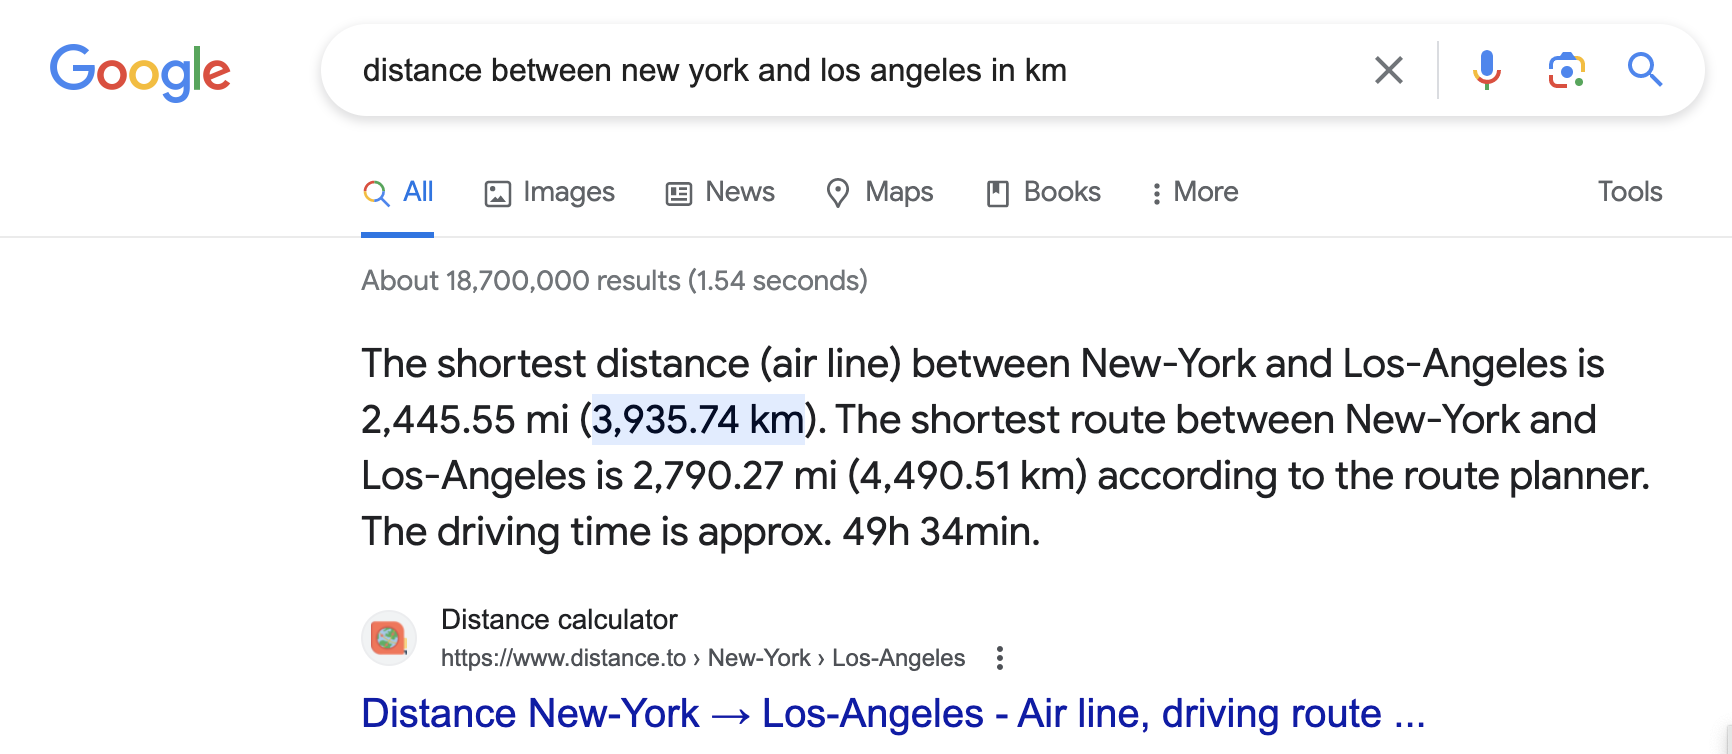 Google
distance between new york and los angeles in km
All Images News Maps Books More Tools
About 18,700,000 results (1.54 seconds)
The shortest distance (air line) between New-York and Los-Angeles is
2,445.55 mi (3,935.74 km). The shortest route between New-York and
Los-Angeles is 2,790.27 mi (4,490.51 km) according to the route planner.
The driving time is approx. 49h 34min.
Distance calculator
https://www.distance.to › New-York › Los-Angeles
Distance New-York → Los-Angeles - Air line, driving route ...